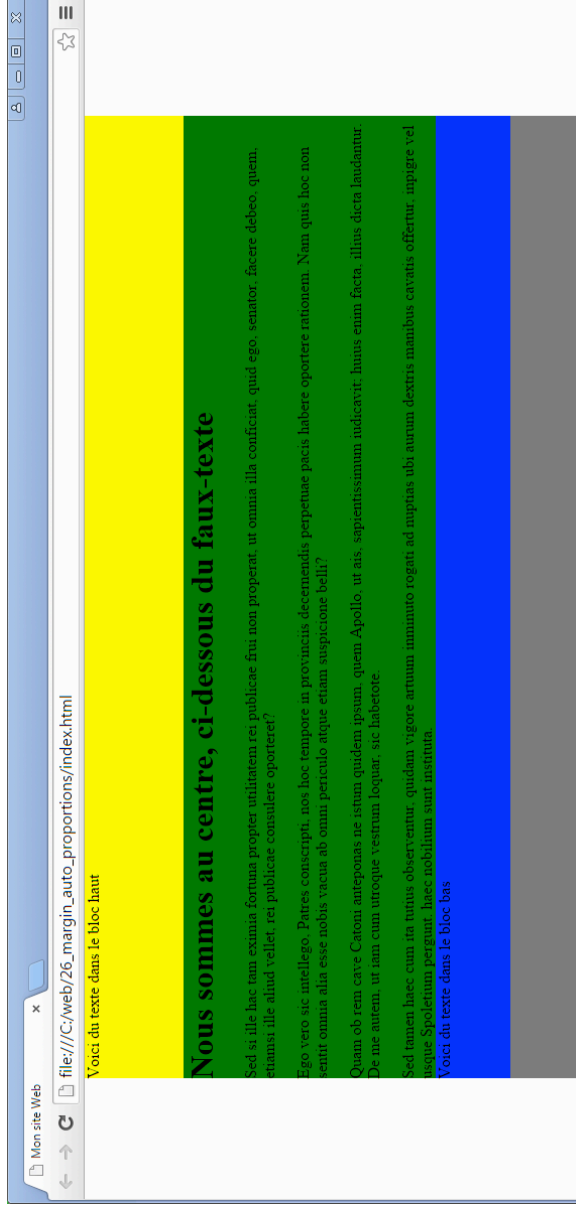 Mon site Web
file:///C:/web/26_margin_auto_proportions/index.html
Voici du texte dans le bloc haut
Nous sommes au centre, ci-dessous du faux-texte
Sed si ille hac tam eximia fortuna propter utilitatem rei publicae frui non properat, ut omnia illa conficiat, quid ego, senator, facere debeo, quem,
etiamsi ille aliud vellet, rei publicae consulere oporteret?
Ego vero sic intellego, Patres conscripti, nos hoc tempore in provinciis decernendis perpetuae pacis habere oportere rationem. Nam quis hoc non
sentit omnia alia esse nobis vacua ab omni periculo atque etiam suspicione belli?
Quam ob rem cave Catoni anteponas ne istum quidem ipsum, quem Apollo, ut ais, sapientissimum iudicavit; huius enim facta, illius dicta laudantur.
De me autem, ut iam cum utroque vestrum loquar, sic habetote.
Sed tamen haec cum ita tutius observentur, quidam vigore artuum inminuto rogati ad nuptias ubi aurum dextris manibus cavatis offertur, inpigre vel
usque Spoletium pergunt. haec nobilium sunt instituta.
Voici du texte dans le bloc bas